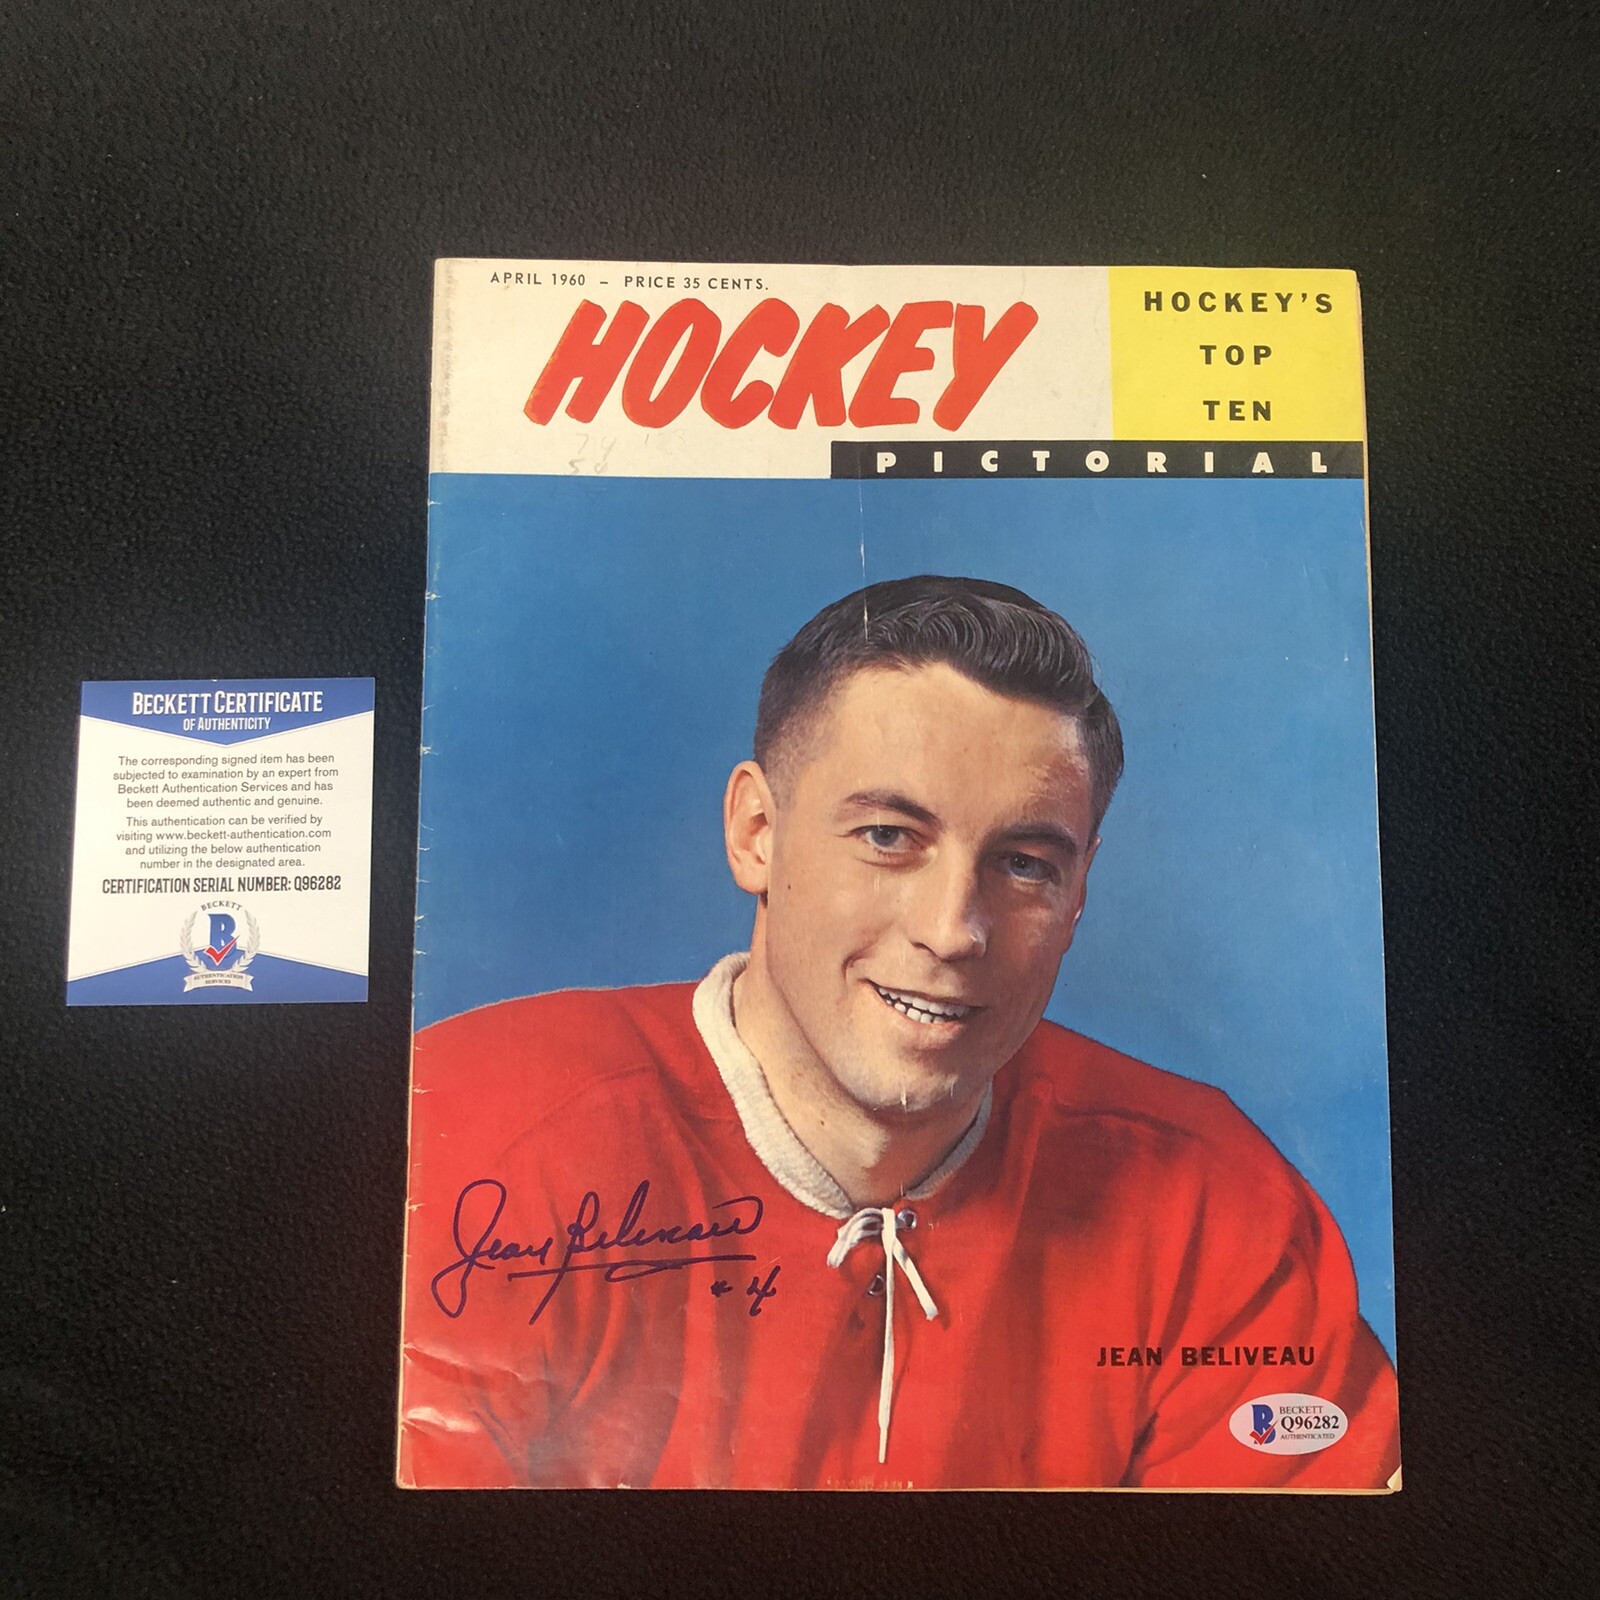 APRIL 1960 – PRICE 35 CENTS.
HOCKEY
HOCKEY'S
TOP
TEN
PICTORIAL
BECKETT CERTIFICATE
OF AUTHENTICITY
The corresponding signed item has been
subjected to examination by an expert from
Beckett Authentication Services and has
been deemed authentic and genuine.
This authentication can be verified by
visiting www.beckett-authentication.com
and utilizing the below authentication
number in the designated area.
CERTIFICATION SERIAL NUMBER: Q96282
BECKETT
B
AUTHENTICATION
SERVICES
Jean Beliveau
# 4
JEAN BELIVEAU
B
BECKETT
Q96282
AUTHENTICATED